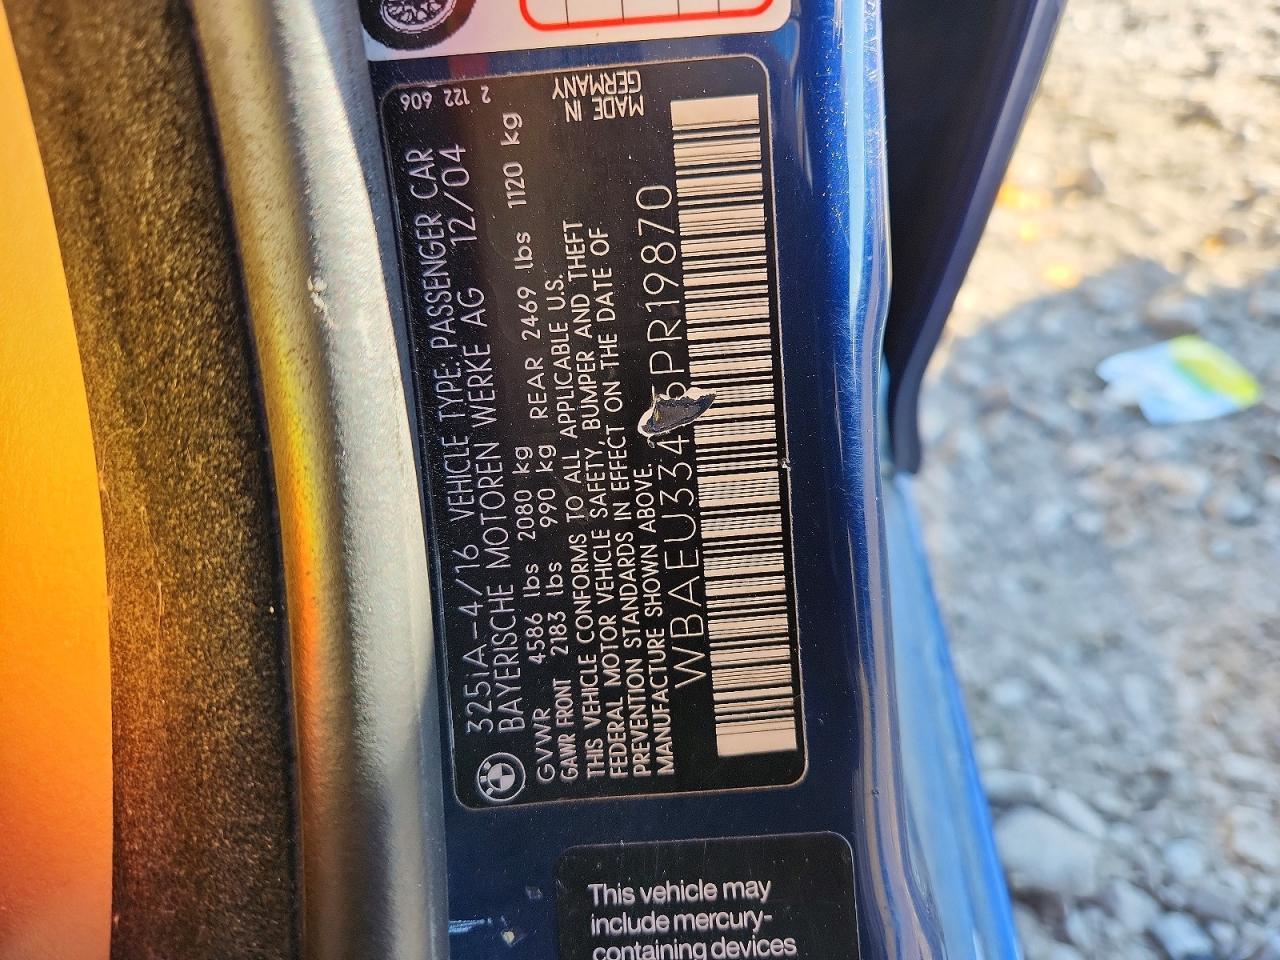 325iA-4/16 VEHICLE TYPE: PASSENGER CAR
BAYERISCHE MOTOREN WERKE AG 12/04
GVWR 4586 lbs 2080 kg
GAWR FRONT 2183 lbs 990 kg REAR 2469 lbs 1120 kg
THIS VEHICLE CONFORMS TO ALL APPLICABLE U.S.
FEDERAL MOTOR VEHICLE SAFETY, BUMPER AND THEFT
PREVENTION STANDARDS IN EFFECT ON THE DATE OF
MANUFACTURE SHOWN ABOVE.
WBAEU334 5PR19870
2 122 606
MADE IN
GERMANY
This vehicle may
include mercury-
containing devices